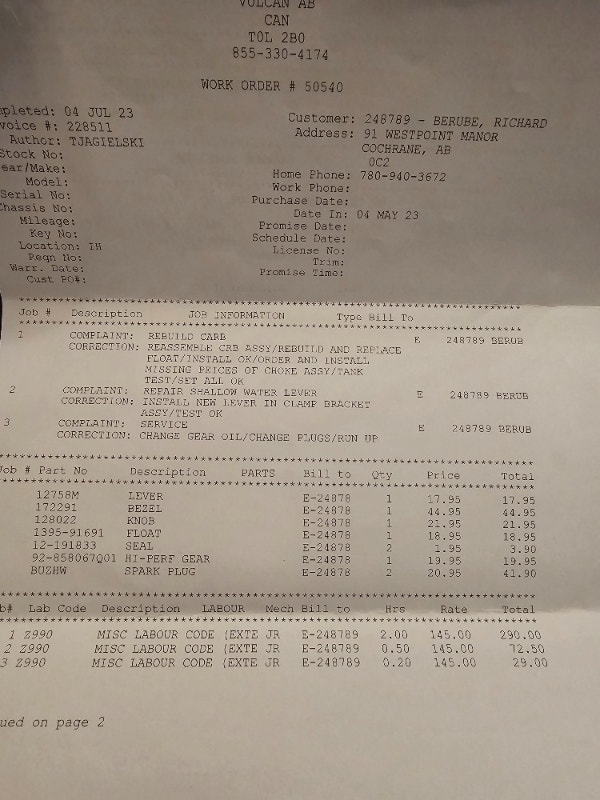 VULCAN AB
CAN
T0L 2B0
855-330-4174
WORK ORDER # 50540
mpleted: 04 JUL 23
voice #: 228511
Author: TJAGIELSKI
Stock No:
ear/Make:
Model:
Serial No:
Chassis No:
Mileage:
Key No:
Location: IH
Reqn No:
Warr. Date:
Cust PO#:
Customer: 248789 - BERUBE, RICHARD
Address: 91 WESTPOINT MANOR
COCHRANE, AB
0C2
Home Phone: 780-940-3672
Work Phone:
Purchase Date:
Date In: 04 MAY 23
Promise Date:
Schedule Date:
License No:
Trim:
Promise Time:
************************************************************
Job # Description JOB INFORMATION Type Bill To
************************************************************
1 COMPLAINT: REBUILD CARB E 248789 BERUB
CORRECTION: REASSEMBLE CRB ASSY/REBUILD AND REPLACE
FLOAT/INSTALL OK/ORDER AND INSTALL
MISSING PEICES OF CHOKE ASSY/TANK
TEST/SET ALL OK
2 COMPLAINT: REPAIR SHALLOW WATER LEVER E 248789 BERUB
CORRECTION: INSTALL NEW LEVER IN CLAMP BRACKET
ASSY/TEST OK
3 COMPLAINT: SERVICE E 248789 BERUB
CORRECTION: CHANGE GEAR OIL/CHANGE PLUGS/RUN UP
************************************************************
Job # Part No Description PARTS Bill to Qty Price Total
************************************************************
12758M LEVER E-24878 1 17.95 17.95
172291 BEZEL E-24878 1 44.95 44.95
128022 KNOB E-24878 1 21.95 21.95
1395-91691 FLOAT E-24878 1 18.95 18.95
12-191833 SEAL E-24878 2 1.95 3.90
92-858067Q01 HI-PERF GEAR E-24878 1 19.95 19.95
BUZHW SPARK PLUG E-24878 2 20.95 41.90
************************************************************
ob# Lab Code Description LABOUR Mech Bill to Hrs Rate Total
************************************************************
1 Z990 MISC LABOUR CODE (EXTE JR E-248789 2.00 145.00 290.00
2 Z990 MISC LABOUR CODE (EXTE JR E-248789 0.50 145.00 72.50
3 Z990 MISC LABOUR CODE (EXTE JR E-248789 0.20 145.00 29.00
ued on page 2